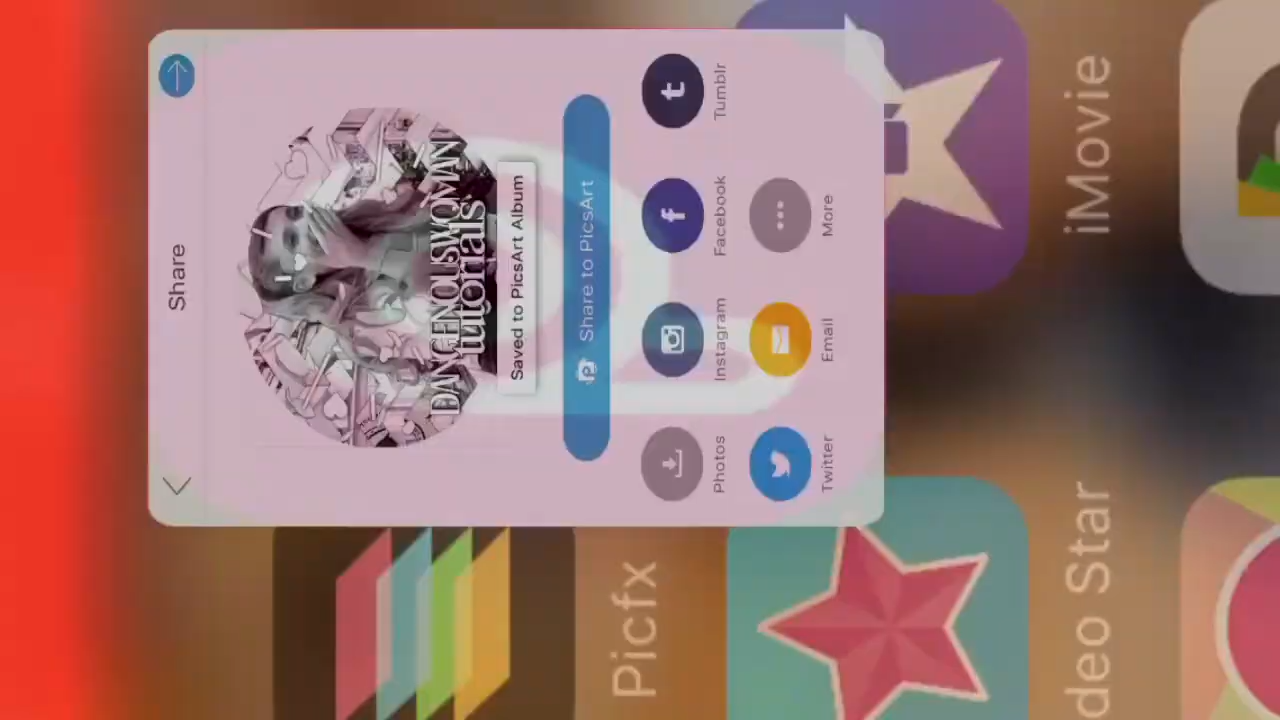 Share
DANGENOUSWOMAN
tutorials
Saved to PicsArt Album
Share to PicsArt
Photos
Instagram
Facebook
Tumblr
Twitter
Email
More
Picfx
deo Star
iMovie